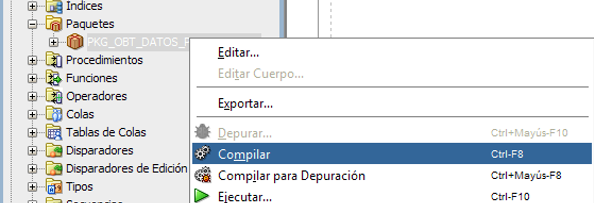 Índices
Paquetes
PKG_OBT_DATOS_
Procedimientos
Funciones
Operadores
Colas
Tablas de Colas
Disparadores
Disparadores de Edición
Tipos
Editar...
Editar Cuerpo...
Exportar...
Depurar... Ctrl+Mayús-F10
Compilar Ctrl-F8
Compilar para Depuración Ctrl+Mayús-F8
Ejecutar... Ctrl-F10